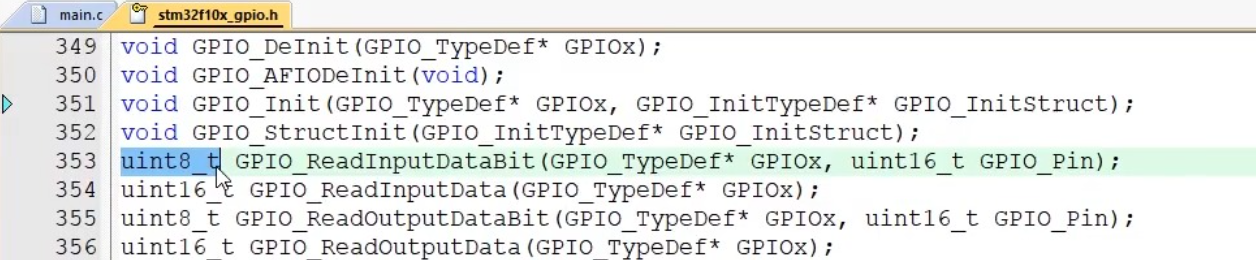 main.c stm32f10x_gpio.h
349 void GPIO_DeInit(GPIO_TypeDef* GPIOx);
350 void GPIO_AFIODeInit(void);
351 void GPIO_Init(GPIO_TypeDef* GPIOx, GPIO_InitTypeDef* GPIO_InitStruct);
352 void GPIO_StructInit(GPIO_InitTypeDef* GPIO_InitStruct);
353 uint8_t GPIO_ReadInputDataBit(GPIO_TypeDef* GPIOx, uint16_t GPIO_Pin);
354 uint16_t GPIO_ReadInputData(GPIO_TypeDef* GPIOx);
355 uint8_t GPIO_ReadOutputDataBit(GPIO_TypeDef* GPIOx, uint16_t GPIO_Pin);
356 uint16_t GPIO_ReadOutputData(GPIO_TypeDef* GPIOx);